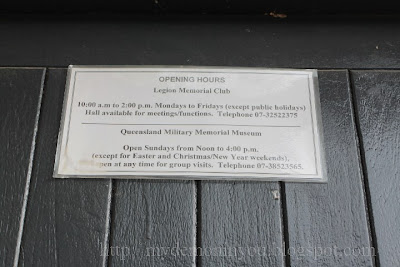 OPENING HOURS
Legion Memorial Club
10:00 a.m to 2:00 p.m. Mondays to Fridays (except public holidays)
Hall available for meetings/functions. Telephone 07-32522375
Queensland Military Memorial Museum
Open Sundays from Noon to 4:00 p.m.
(except for Easter and Christmas/New Year weekends).
pen at any time for group visits. Telephone 07-38523565.
http://mydemoninyou.blogspot.com